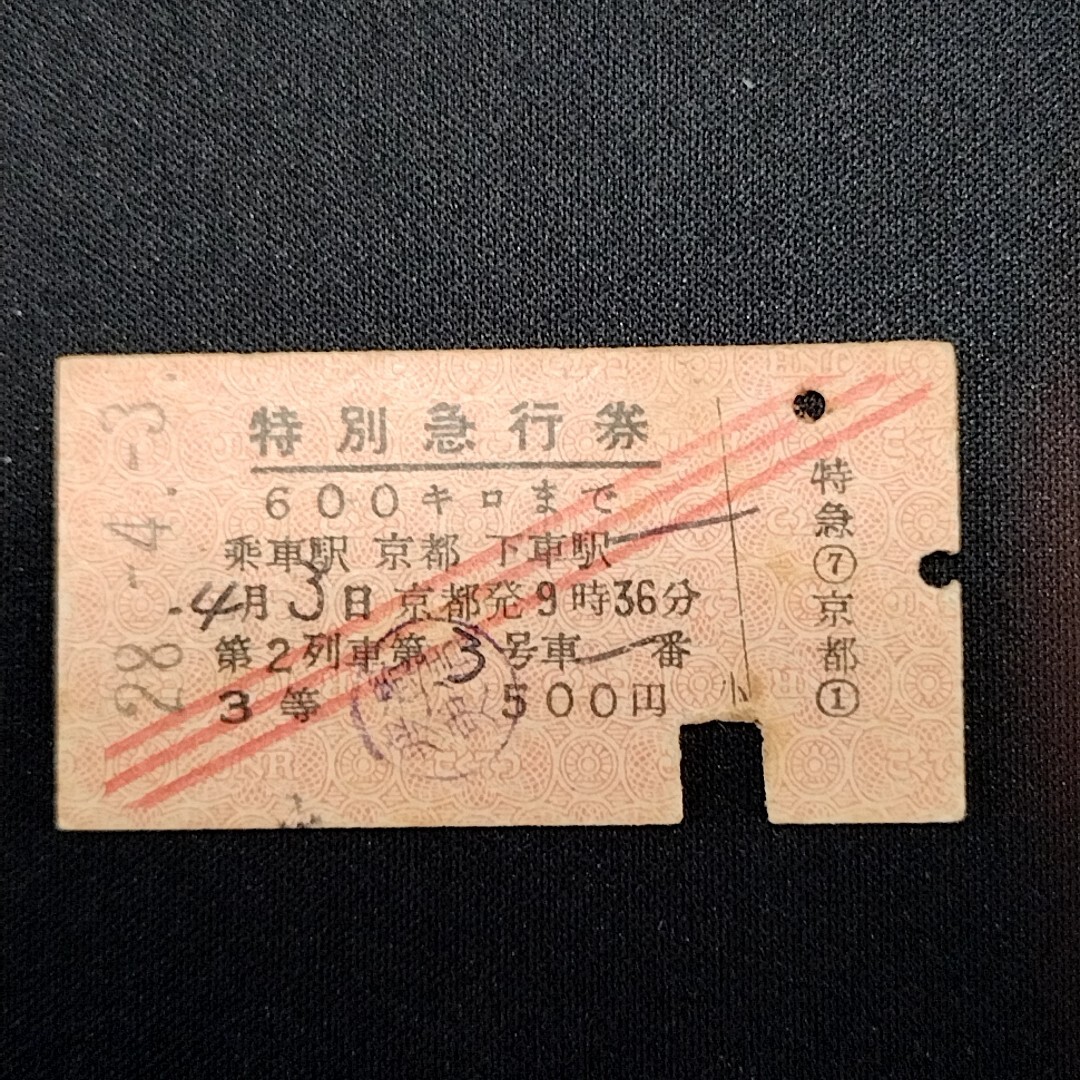 28.-4.-3.
特別急行券
600キロまで
乗車駅 京都 下車駅
4月3日 京都発9時36分
第2列車第3号車 番
3等 500円
小
特急⑦京都①